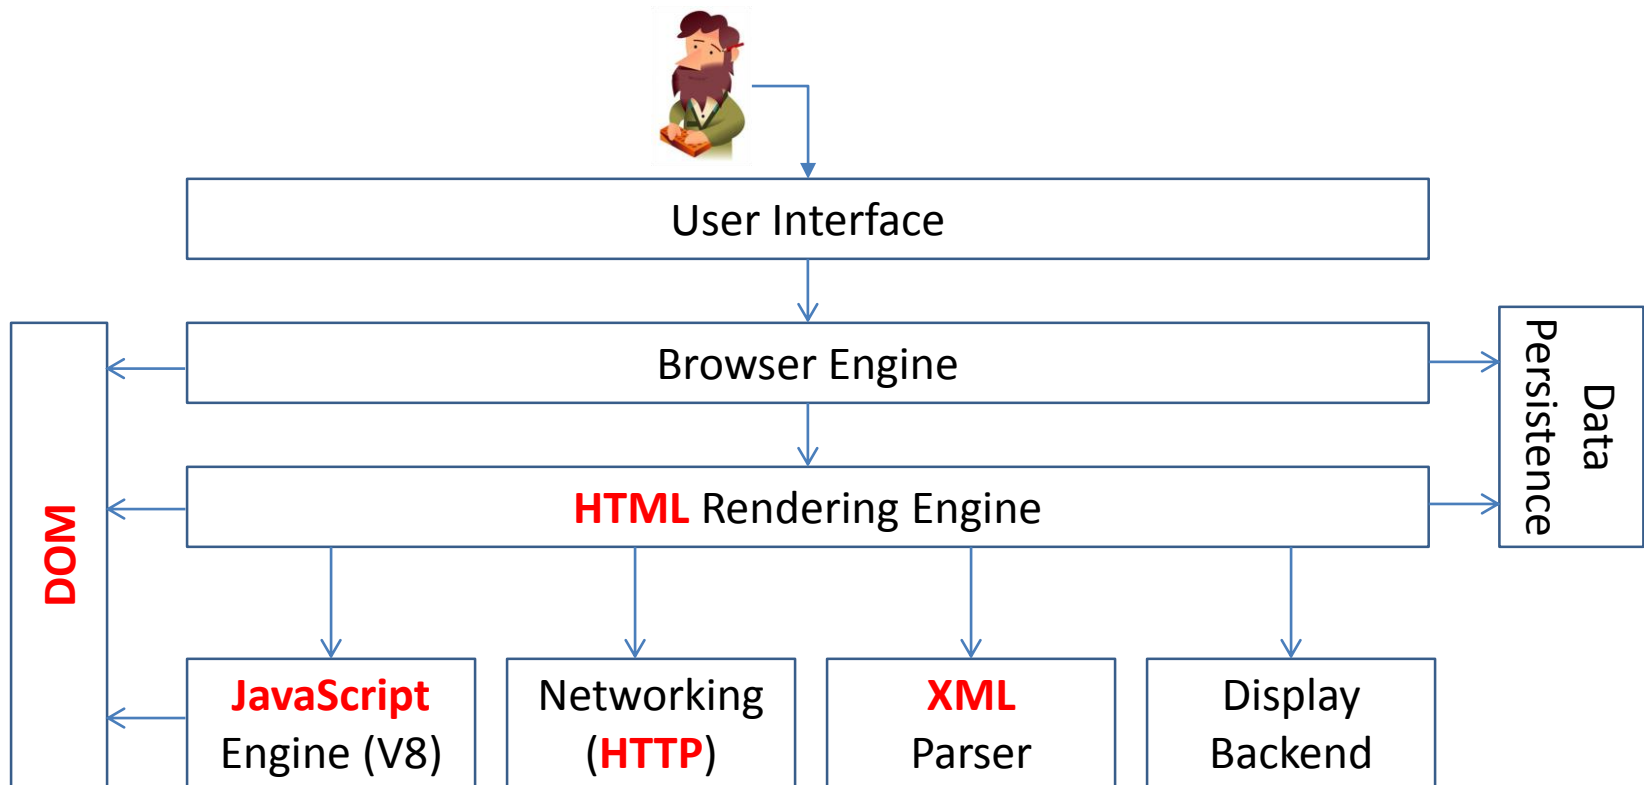 User Interface
Browser Engine
Data
Persistence
HTML Rendering Engine
DOM
JavaScript
Engine (V8)
Networking
(HTTP)
XML
Parser
Display
Backend